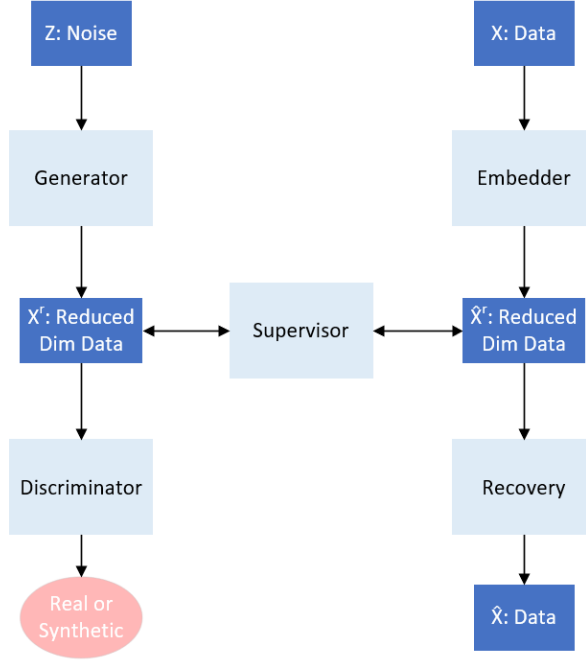 Z: Noise
X: Data
Generator
Embedder
Xʳ: Reduced
Dim Data
Supervisor
X̂ʳ: Reduced
Dim Data
Discriminator
Recovery
Real or
Synthetic
X̂: Data